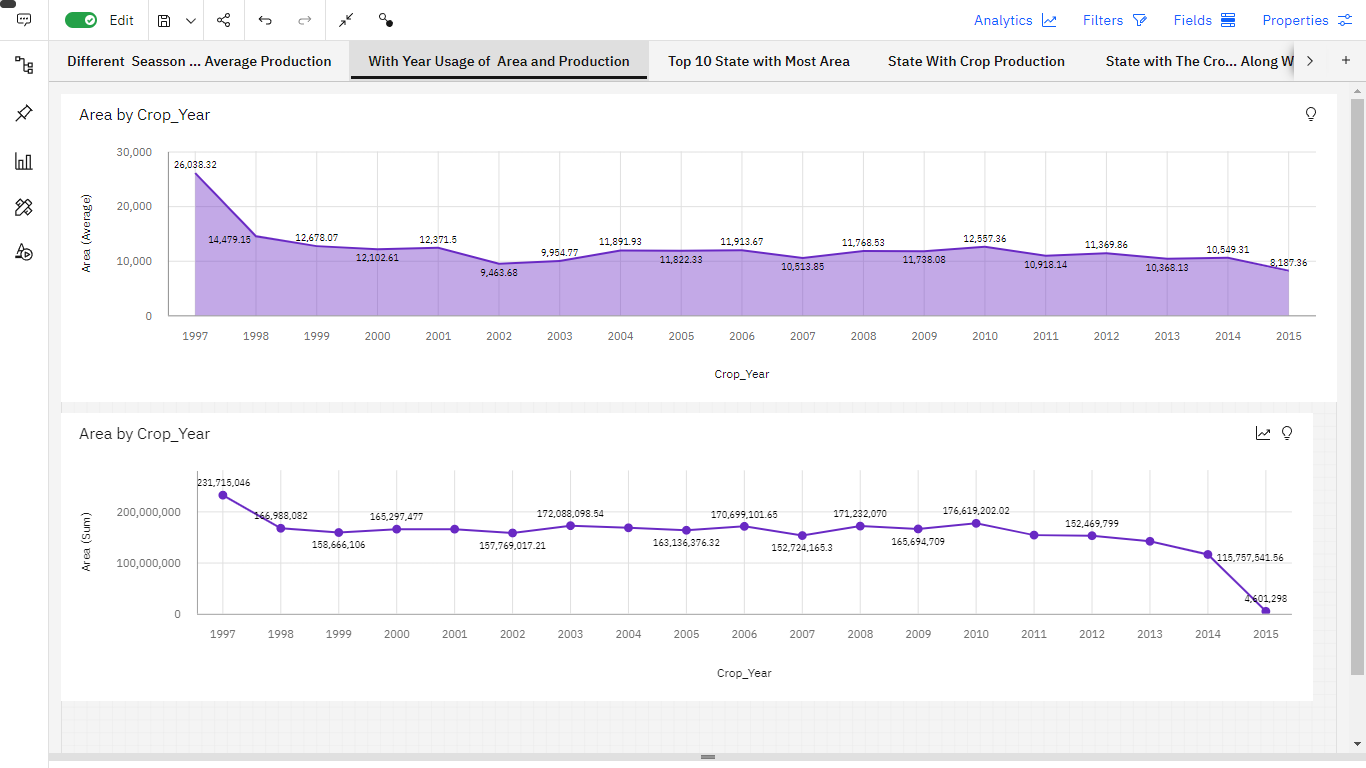 Edit
Analytics
Filters
Fields
Properties
Different Seasson ... Average Production
With Year Usage of Area and Production
Top 10 State with Most Area
State With Crop Production
State with The Cro... Along W
Area by Crop_Year
30,000
20,000
10,000
0
Area (Average)
26,038.32
14,479.15
12,678.07
12,102.61
12,371.5
9,463.68
9,954.77
11,891.93
11,822.33
11,913.67
10,513.85
11,768.53
11,738.08
12,557.36
10,918.14
11,369.86
10,368.13
10,549.31
8,187.36
1997 1998 1999 2000 2001 2002 2003 2004 2005 2006 2007 2008 2009 2010 2011 2012 2013 2014 2015
Crop_Year
Area by Crop_Year
200,000,000
100,000,000
0
Area (Sum)
231,715,046
166,988,082
158,666,106
165,297,477
157,769,017.21
172,088,098.54
163,136,376.32
170,699,101.65
152,724,165.3
171,232,070
165,694,709
176,619,202.02
152,469,799
115,757,541.56
4,601,298
1997 1998 1999 2000 2001 2002 2003 2004 2005 2006 2007 2008 2009 2010 2011 2012 2013 2014 2015
Crop_Year